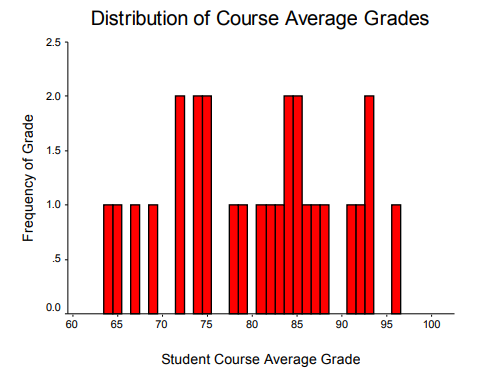 Distribution of Course Average Grades
2.5
2.0
1.5
1.0
.5
0.0
Frequency of Grade
60 65 70 75 80 85 90 95 100
Student Course Average Grade